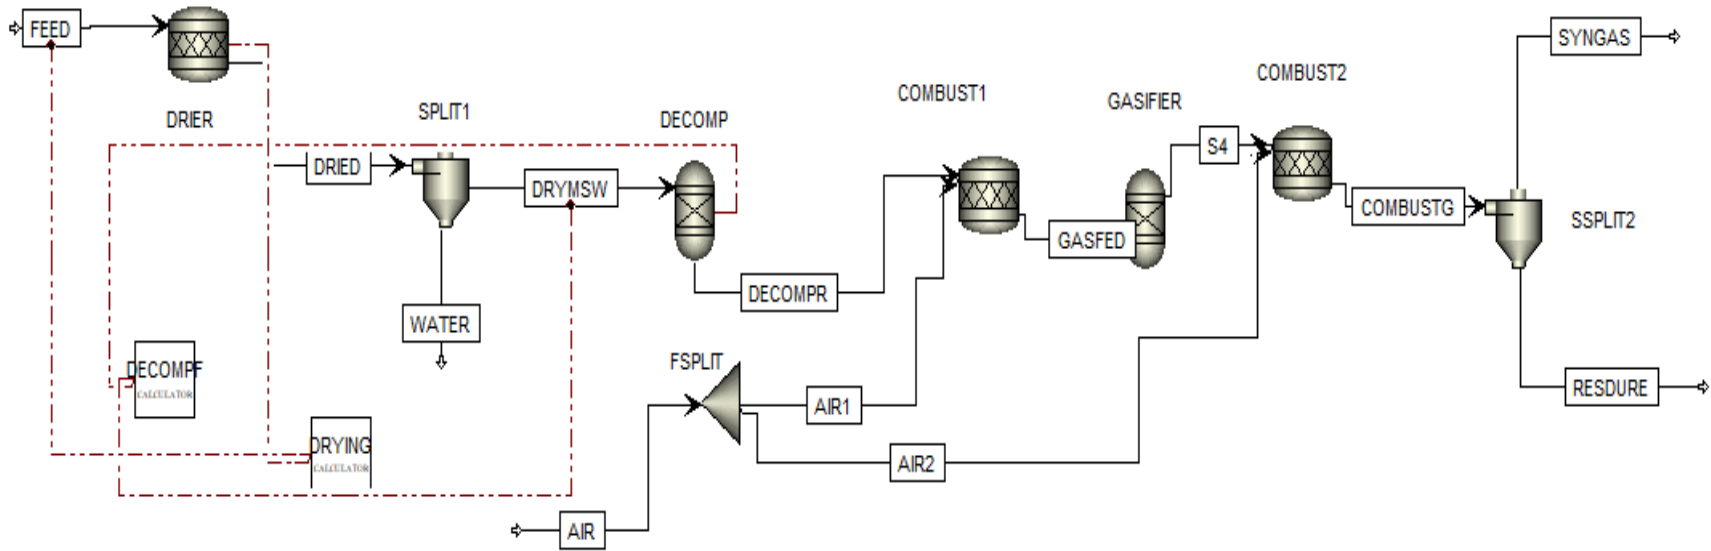 FEED
DRIER
SPLIT1
DECOMP
COMBUST1
GASIFIER
COMBUST2
SYNGAS
DRIED
DRYMSW
S4
COMBUSTG
SSPLIT2
GASFED
DECOMPR
WATER
DECOMPF
CALCULATOR
FSPLIT
AIR1
RESDURE
DRYING
CALCULATOR
AIR2
AIR